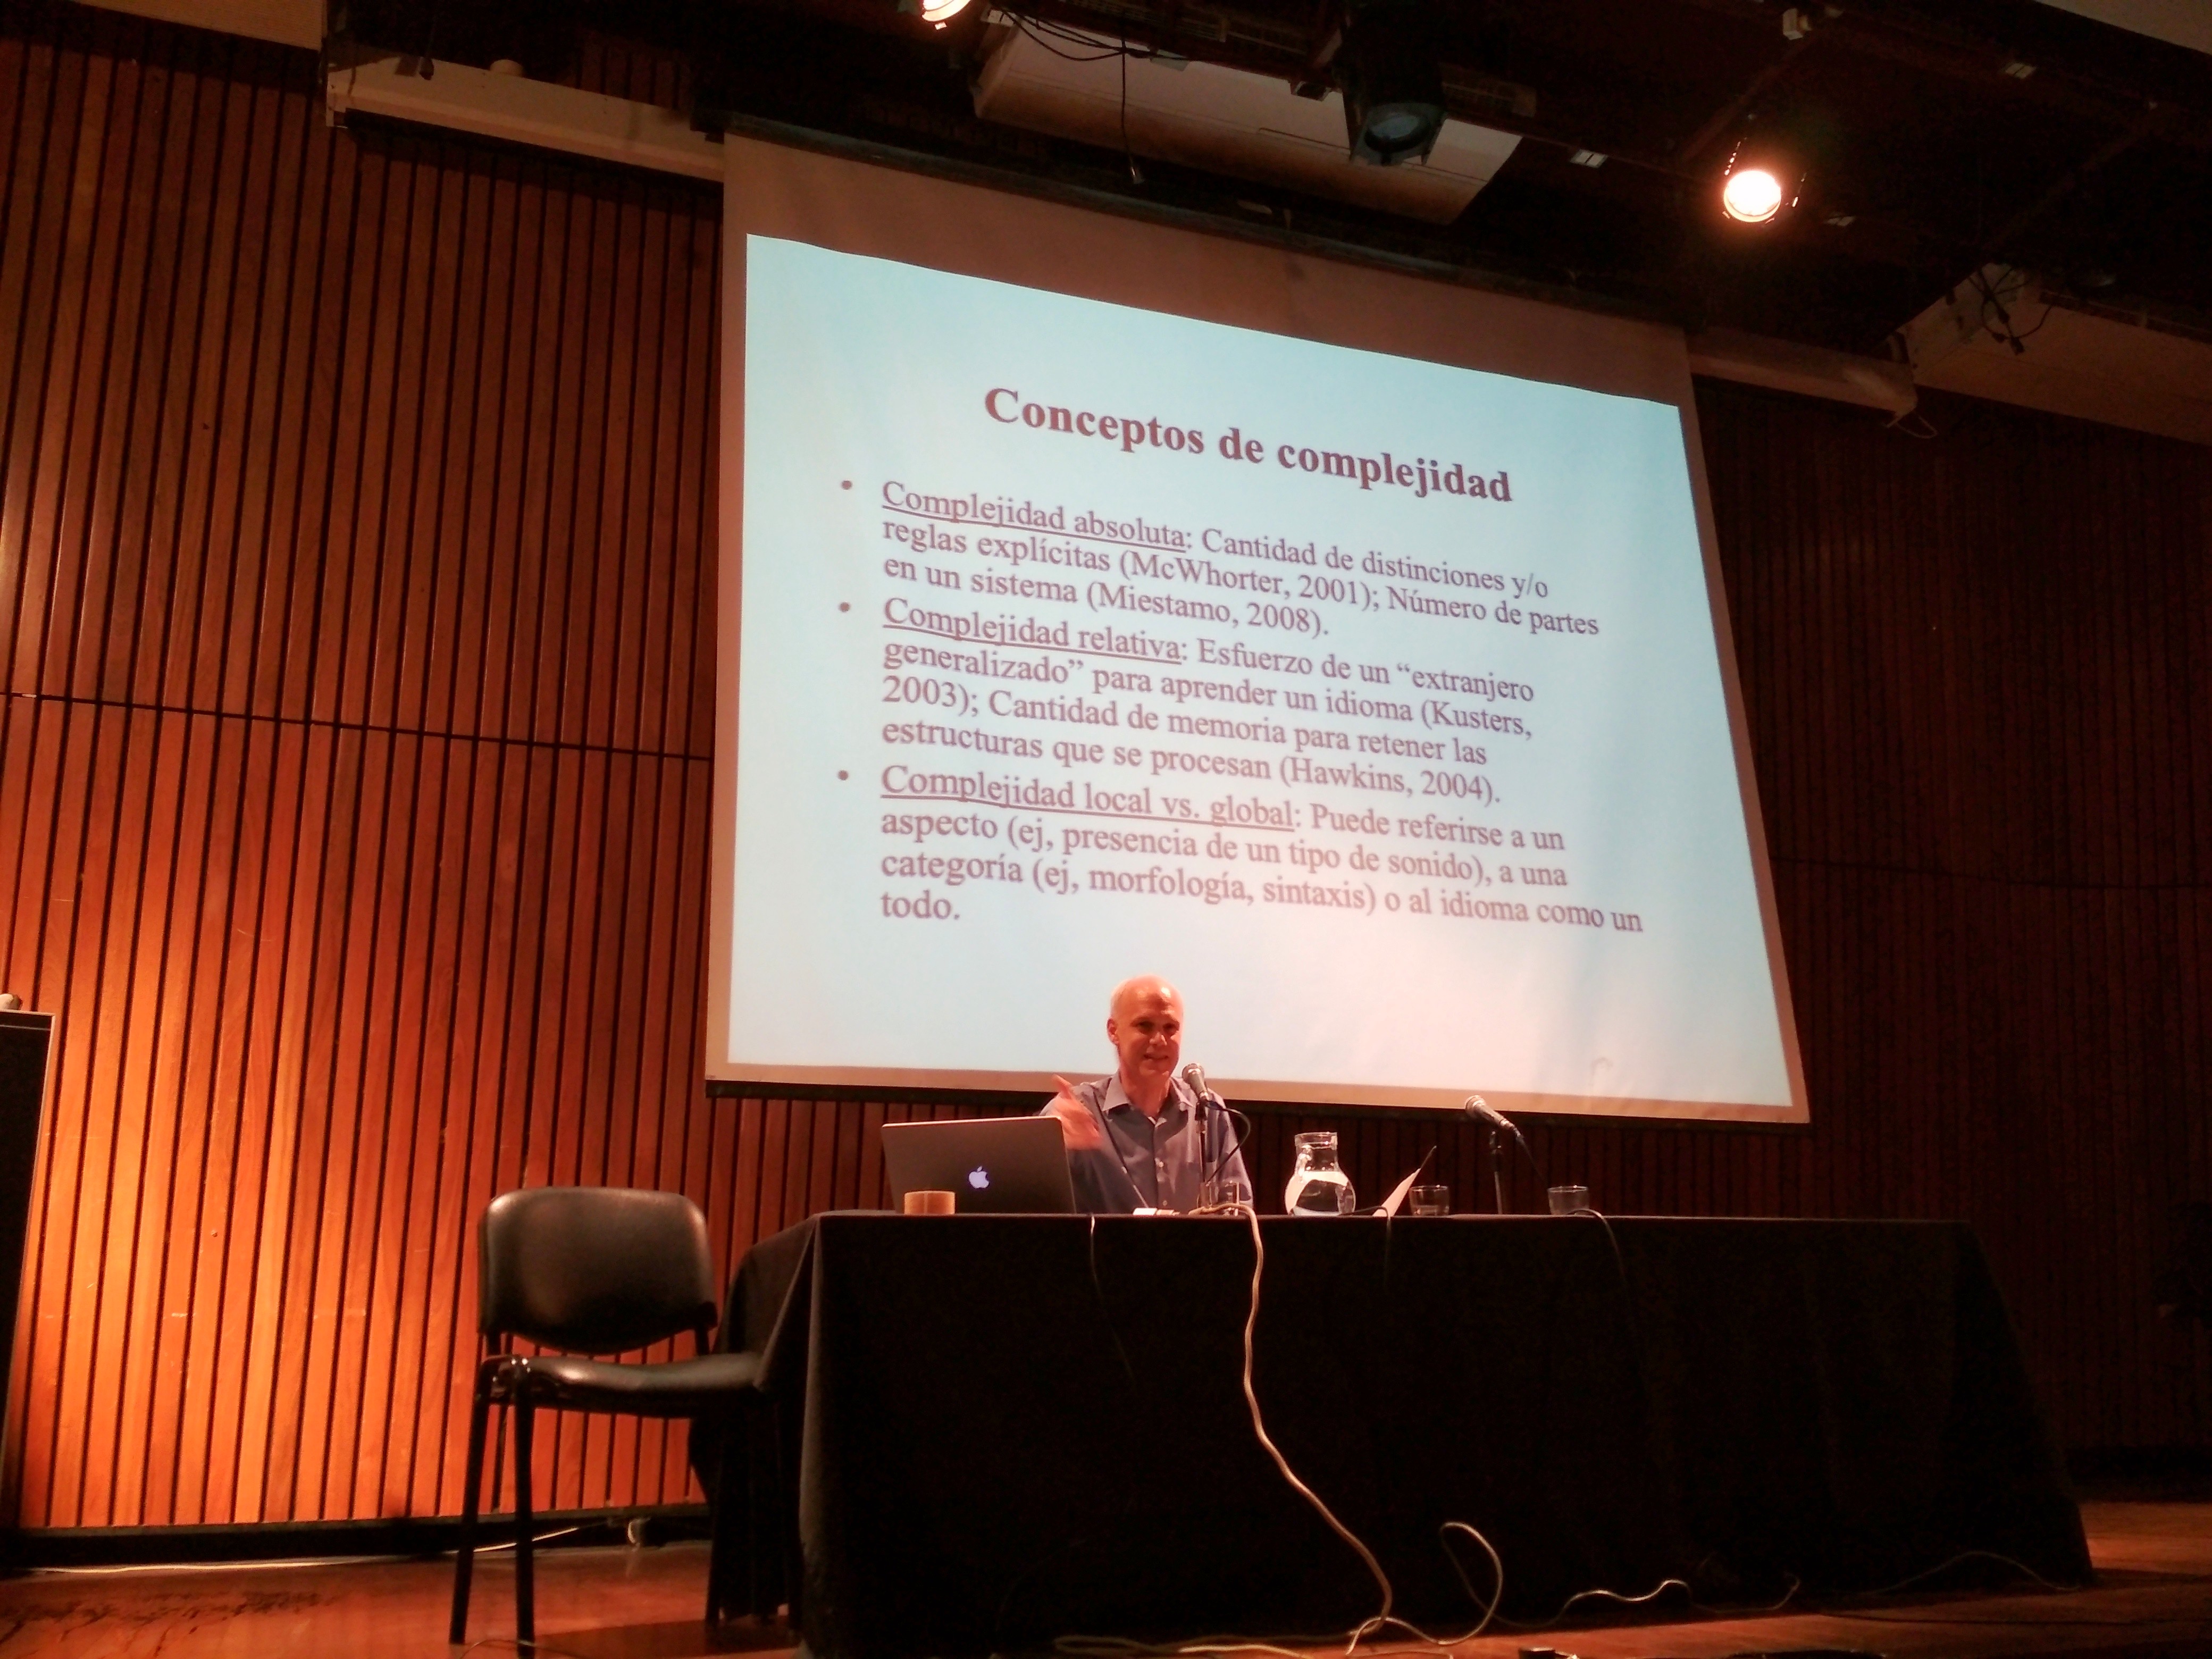 Conceptos de complejidad
• Complejidad absoluta: Cantidad de distinciones y/o
reglas explícitas (McWhorter, 2001); Número de partes
en un sistema (Miestamo, 2008).
• Complejidad relativa: Esfuerzo de un “extranjero
generalizado” para aprender un idioma (Kusters,
2003); Cantidad de memoria para retener las
estructuras que se procesan (Hawkins, 2004).
• Complejidad local vs. global: Puede referirse a un
aspecto (ej, presencia de un tipo de sonido), a una
categoría (ej, morfología, sintaxis) o al idioma como un
todo.